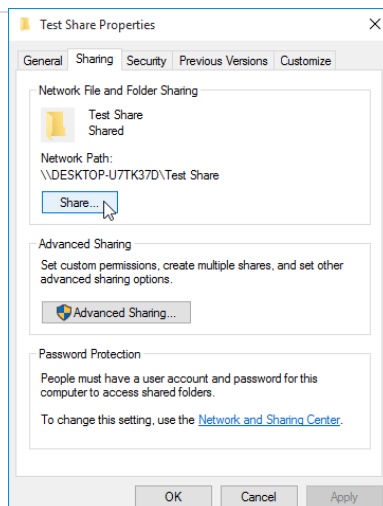 Test Share Properties
General Sharing Security Previous Versions Customize
Network File and Folder Sharing
Test Share
Shared
Network Path:
\\DESKTOP-U7TK37D\Test Share
Share...
Advanced Sharing
Set custom permissions, create multiple shares, and set other
advanced sharing options.
Advanced Sharing...
Password Protection
People must have a user account and password for this
computer to access shared folders.
To change this setting, use the Network and Sharing Center.
OK Cancel Apply